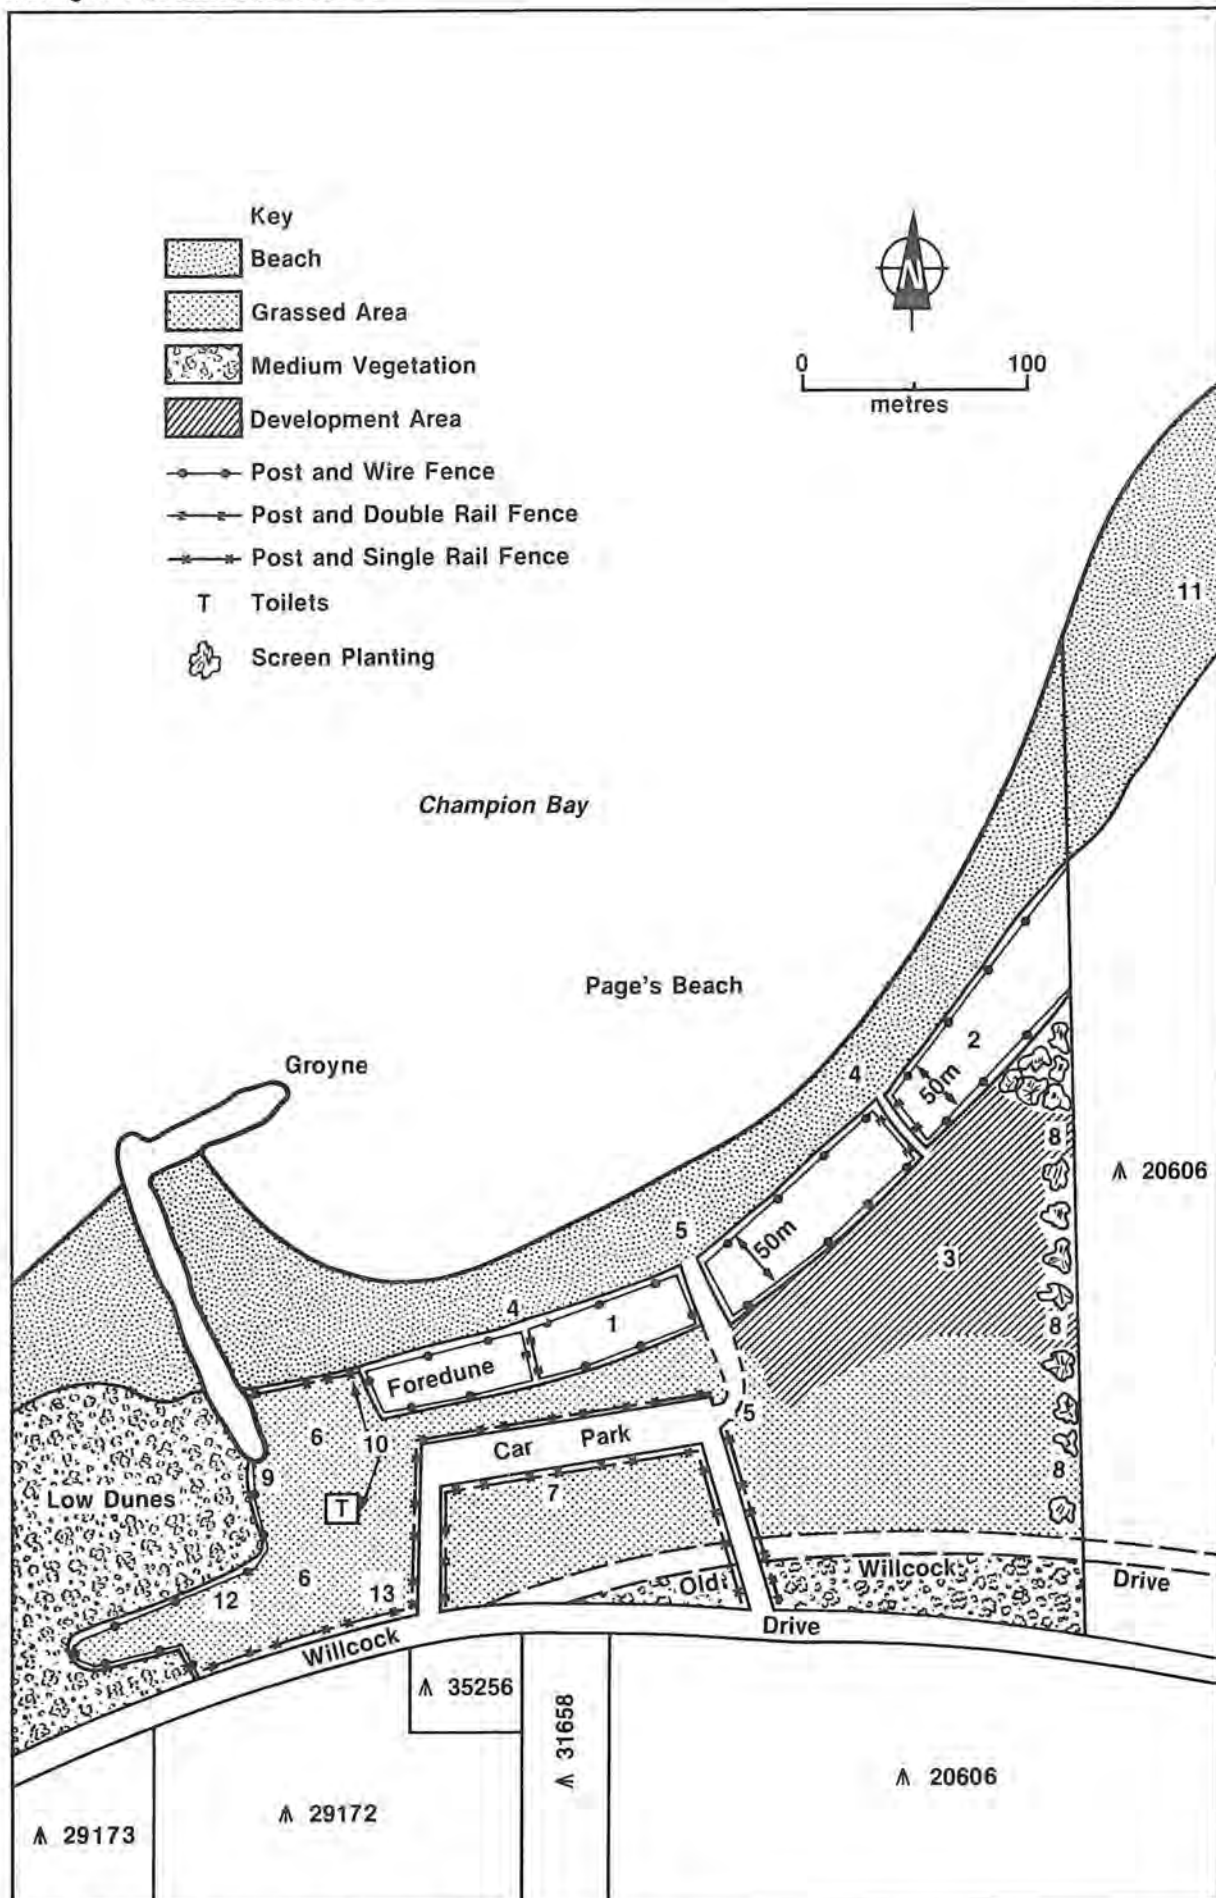 Key
Beach
Grassed Area
Medium Vegetation
Development Area
Post and Wire Fence
Post and Double Rail Fence
Post and Single Rail Fence
T Toilets
Screen Planting
N
0 100
metres
11
Champion Bay
Page's Beach
Groyne
2
4
50m
8
20606
5
50m
3
4
1
8
Foredune
6
10
5
Car Park
9
7
8
Low Dunes
T
6
13
12
Old
Willcock
Drive
Willcock
Drive
35256
31658
20606
29172
29173